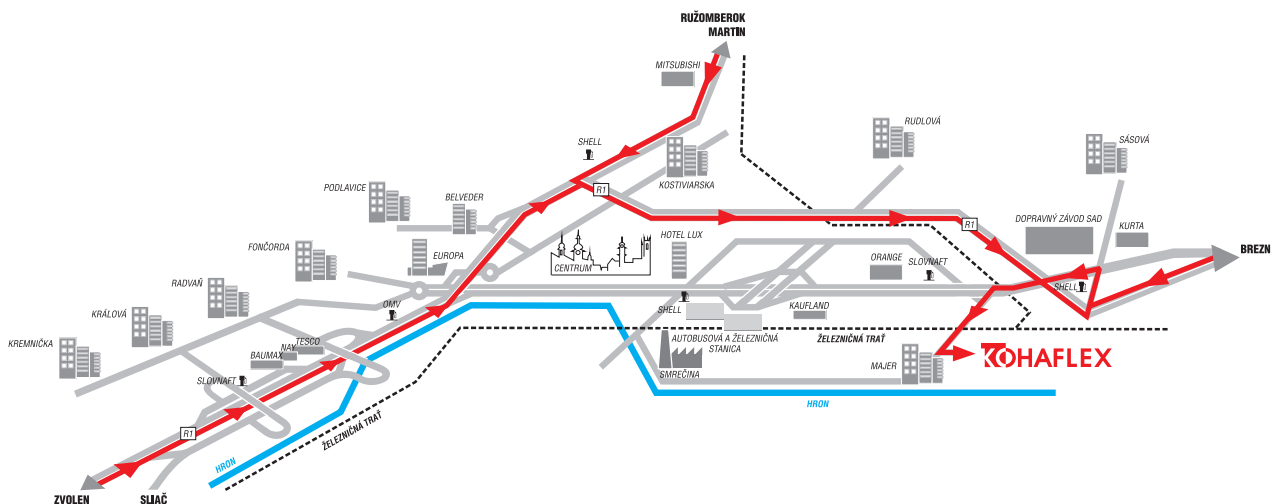 RUŽOMBEROK
MARTIN
MITSUBISHI
RUDLOVÁ
SÁSOVÁ
SHELL
KOSTIVIARSKA
R1
PODLAVICE
BELVEDER
DOPRAVNÝ ZÁVOD SAD
KURTA
R1
HOTEL LUX
FONČORDA
EUROPA
CENTRUM
ORANGE
SLOVNAFT
BREZN
RADVAŇ
SHELL
OMV
SHELL
KAUFLAND
KRÁLOVÁ
AUTOBUSOVÁ A ŽELEZNIČNÁ
STANICA
ŽELEZNIČNÁ TRAŤ
KREMNIČKA
TESCO
NAY
BAUMAX
KOHAFLEX
MAJER
SMREČINA
SLOVNAFT
HRON
R1
ŽELEZNIČNÁ TRAŤ
HRON
ZVOLEN
SLIAČ